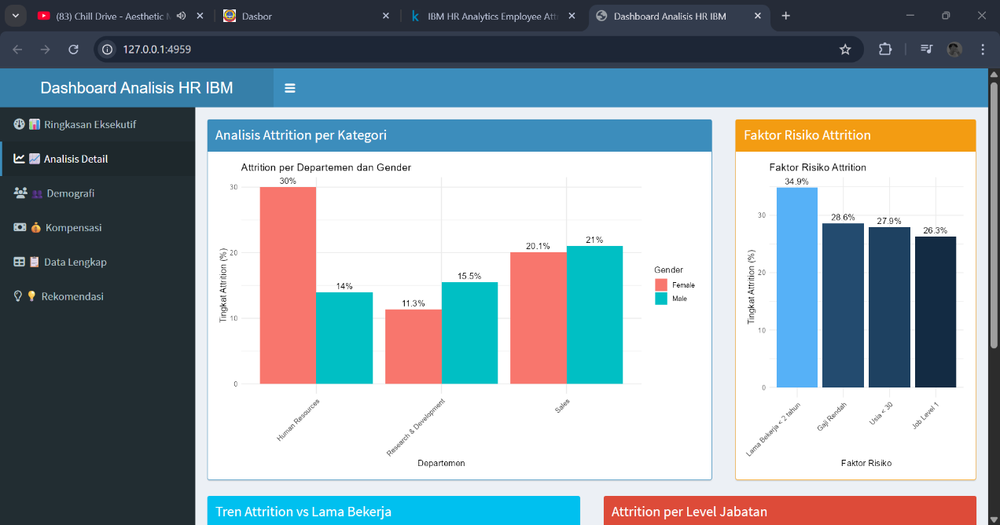 (83) Chill Drive - Aesthetic M
Dasbor
IBM HR Analytics Employee Att
Dashboard Analisis HR IBM
127.0.0.1:4959
Dashboard Analisis HR IBM
Ringkasan Eksekutif
Analisis Detail
Demografi
Kompensasi
Data Lengkap
Rekomendasi
Analisis Attrition per Kategori
Attrition per Departemen dan Gender
Tingkat Attrition (%)
30
20
10
0
30%
14%
11.3%
15.5%
20.1%
21%
Human Resources
Research & Development
Sales
Departemen
Gender
Female
Male
Faktor Risiko Attrition
Faktor Risiko Attrition
Tingkat Attrition (%)
30
20
10
0
34.9%
28.6%
27.9%
26.3%
Lama Bekerja < 2 tahun
Gaji Rendah
Usia < 30
Job Level 1
Faktor Risiko
Tren Attrition vs Lama Bekerja
Attrition per Level Jabatan